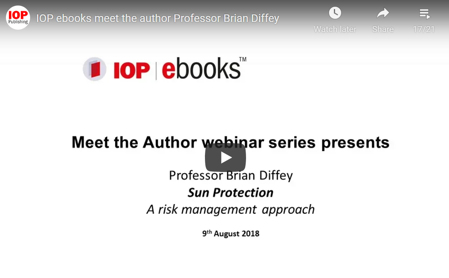 IOP Publishing
IOP ebooks meet the author Professor Brian Diffey
Watch later
Share
IOP | ebooks™
Meet the Author webinar series presents
Professor Brian Diffey
Sun Protection
A risk management approach
9th August 2018